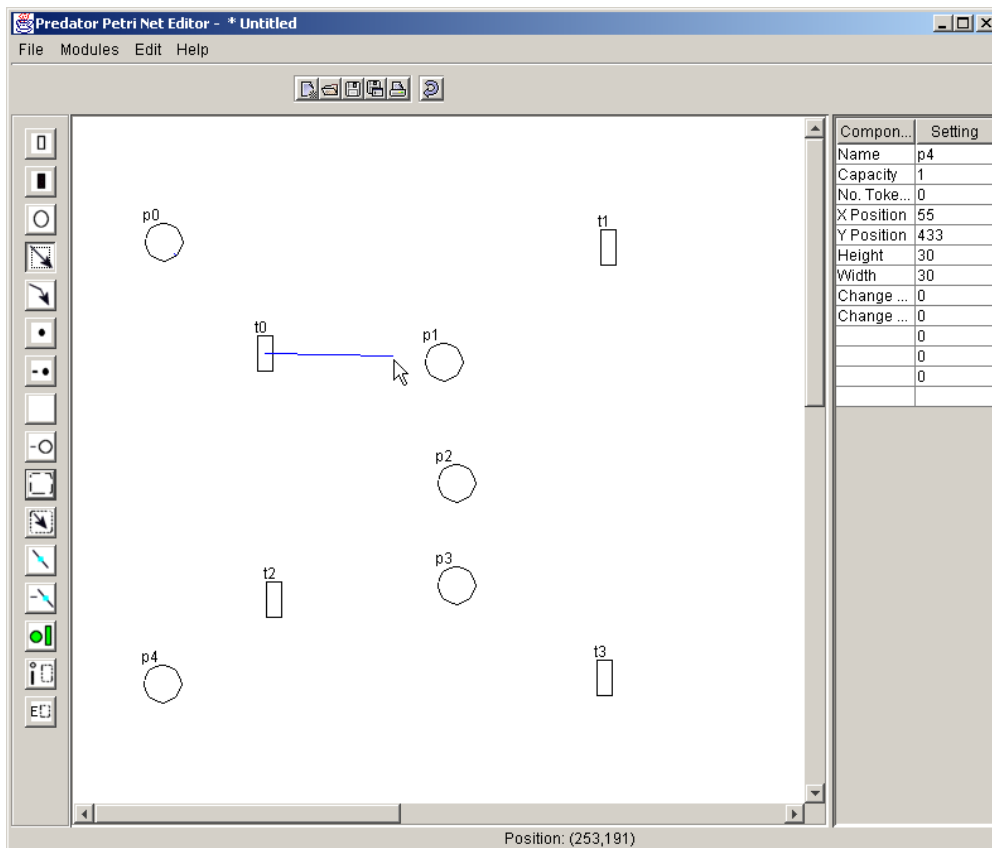 Predator Petri Net Editor - * Untitled
File Modules Edit Help
Compon... Setting
Name p4
Capacity 1
No. Toke... 0
X Position 55
Y Position 433
Height 30
Width 30
Change ... 0
Change ... 0
0
0
0
p0
t1
t0
p1
p2
p3
t2
p4
t3
E
Position: (253,191)